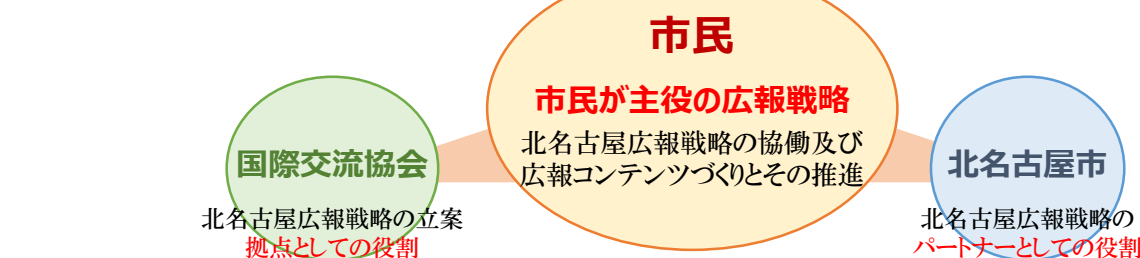 市民
市民が主役の広報戦略
北名古屋広報戦略の協働及び
広報コンテンツづくりとその推進
国際交流協会
北名古屋広報戦略の立案
拠点としての役割
北名古屋市
北名古屋広報戦略の
パートナーとしての役割